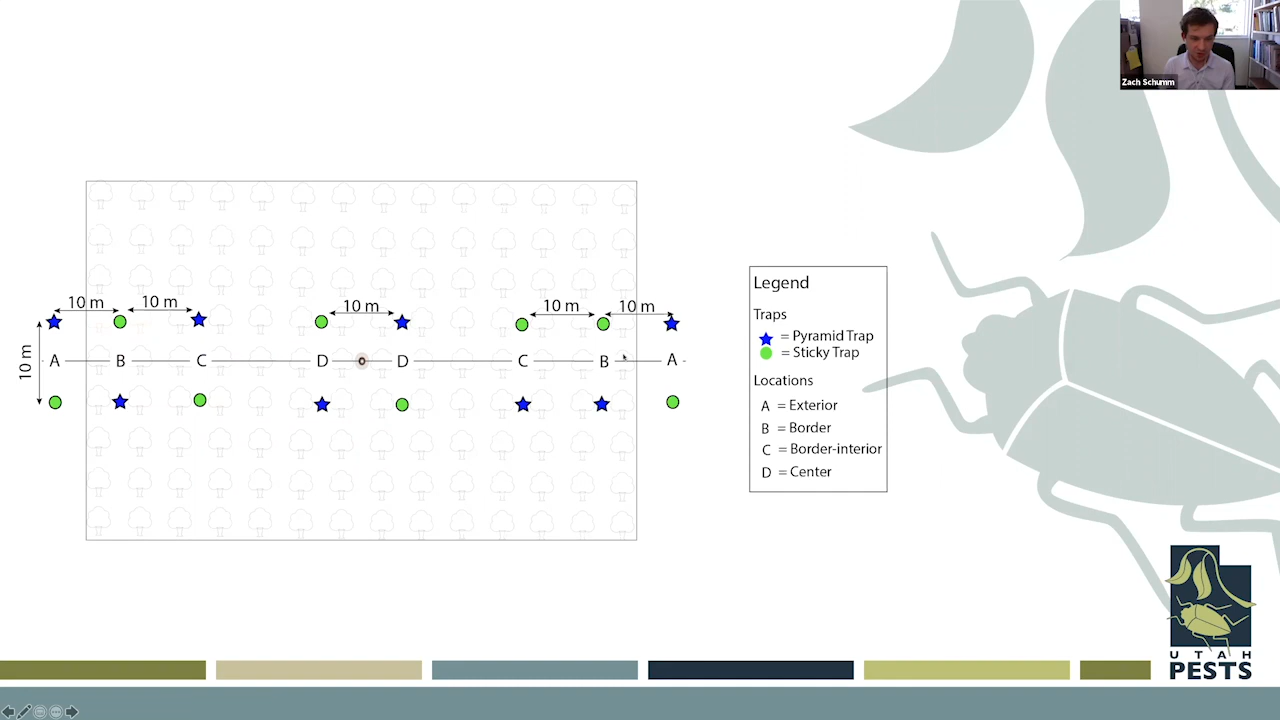 Zach Schumm
10 m 10 m 10 m 10 m 10 m
10 m
A B C D D C B A
Legend
Traps
= Pyramid Trap
= Sticky Trap
Locations
A = Exterior
B = Border
C = Border-interior
D = Center
UTAH
PESTS